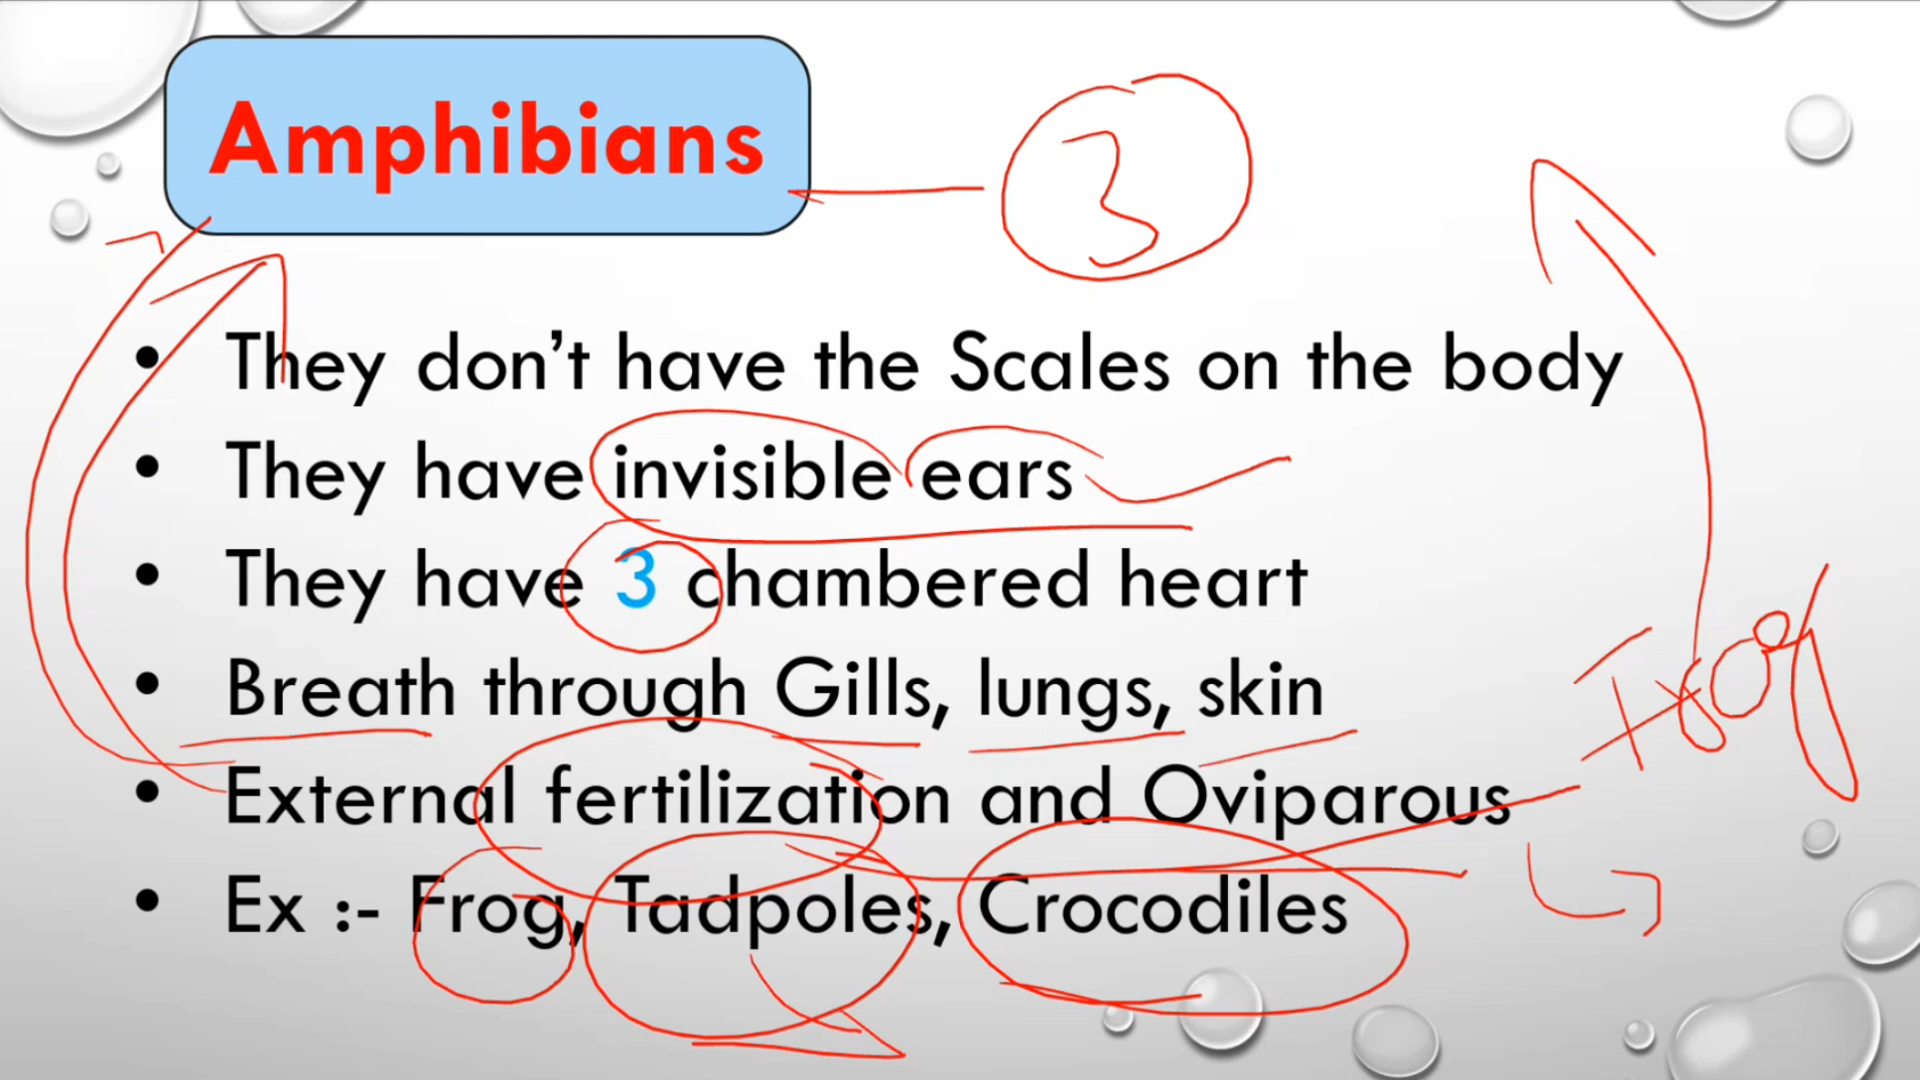 Amphibians
3
• They don't have the Scales on the body
• They have invisible ears
• They have 3 chambered heart
• Breath through Gills, lungs, skin
• External fertilization and Oviparous
• Ex :- Frog, Tadpoles, Crocodiles